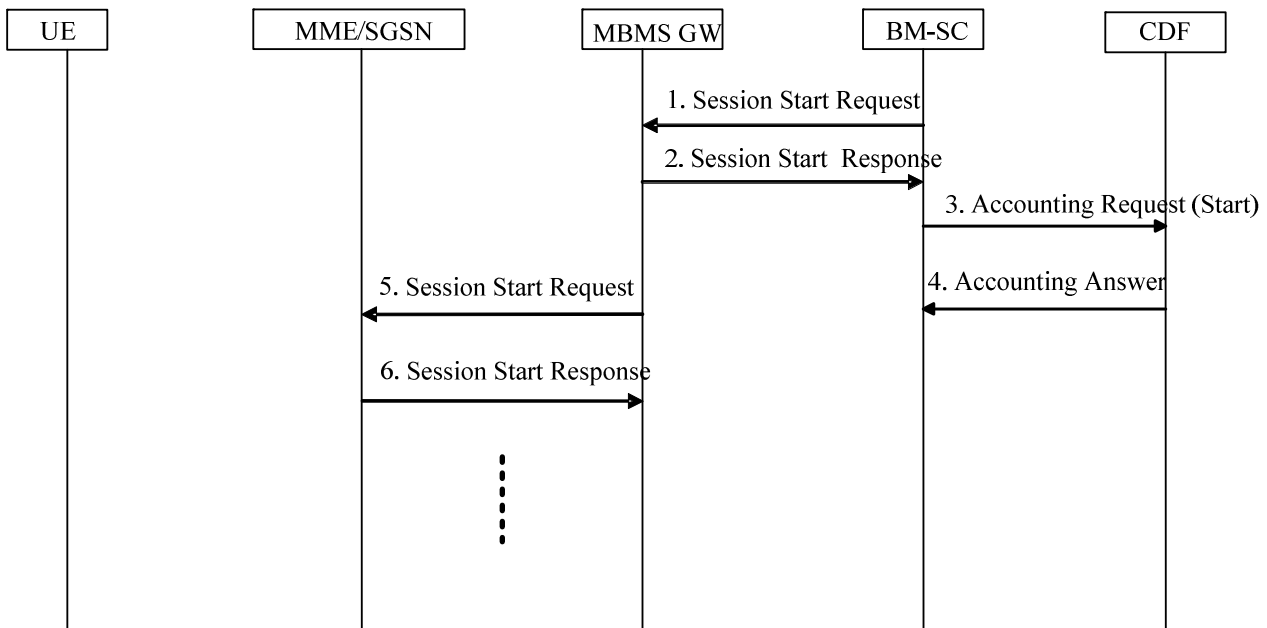 UE
MME/SGSN
MBMS GW
BM-SC
CDF
1. Session Start Request
2. Session Start Response
3. Accounting Request (Start)
4. Accounting Answer
5. Session Start Request
6. Session Start Response